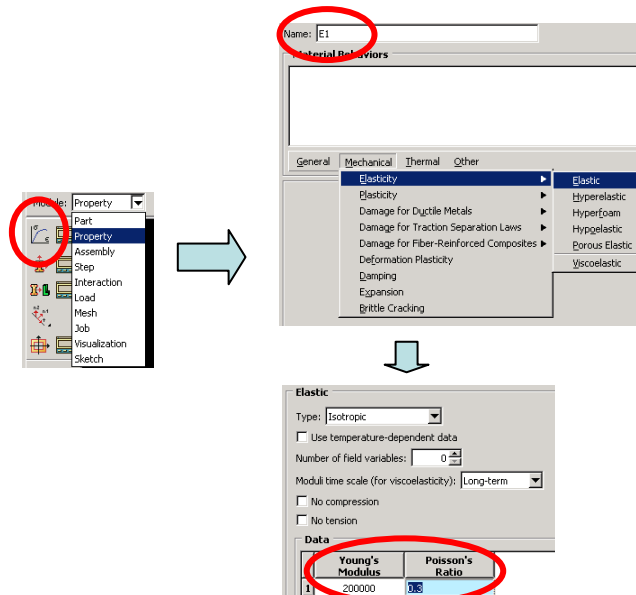 Name: E1
Material Behaviors
General Mechanical Thermal Other
Elasticity
Plasticity
Damage for Ductile Metals
Damage for Traction Separation Laws
Damage for Fiber-Reinforced Composites
Deformation Plasticity
Damping
Expansion
Brittle Cracking
Elastic
Hyperelastic
Hyperfoam
Hypoelastic
Porous Elastic
Viscoelastic
Module: Property
Part
Property
Assembly
Step
Interaction
Load
Mesh
Job
Visualization
Sketch
Elastic
Type: Isotropic
Use temperature-dependent data
Number of field variables: 0
Moduli time scale (for viscoelasticity): Long-term
No compression
No tension
Data
Young's Modulus
Poisson's Ratio
1 200000 0.3